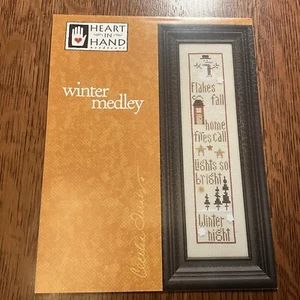 HEART
IN
HAND
needleart
winter
medley
flakes
fall
home
fires call
lights so
bright
Winter
night